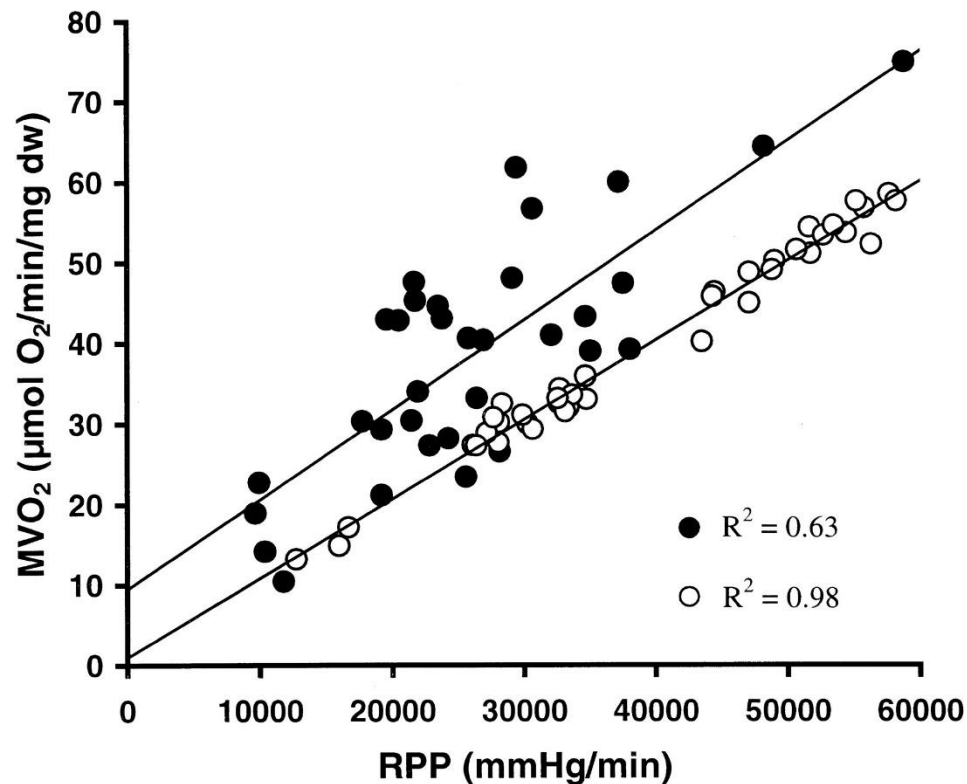 80
70
60
50
40
30
20
10
0
MVO₂ (µmol O₂/min/mg dw)
R² = 0.63
R² = 0.98
0 10000 20000 30000 40000 50000 60000
RPP (mmHg/min)